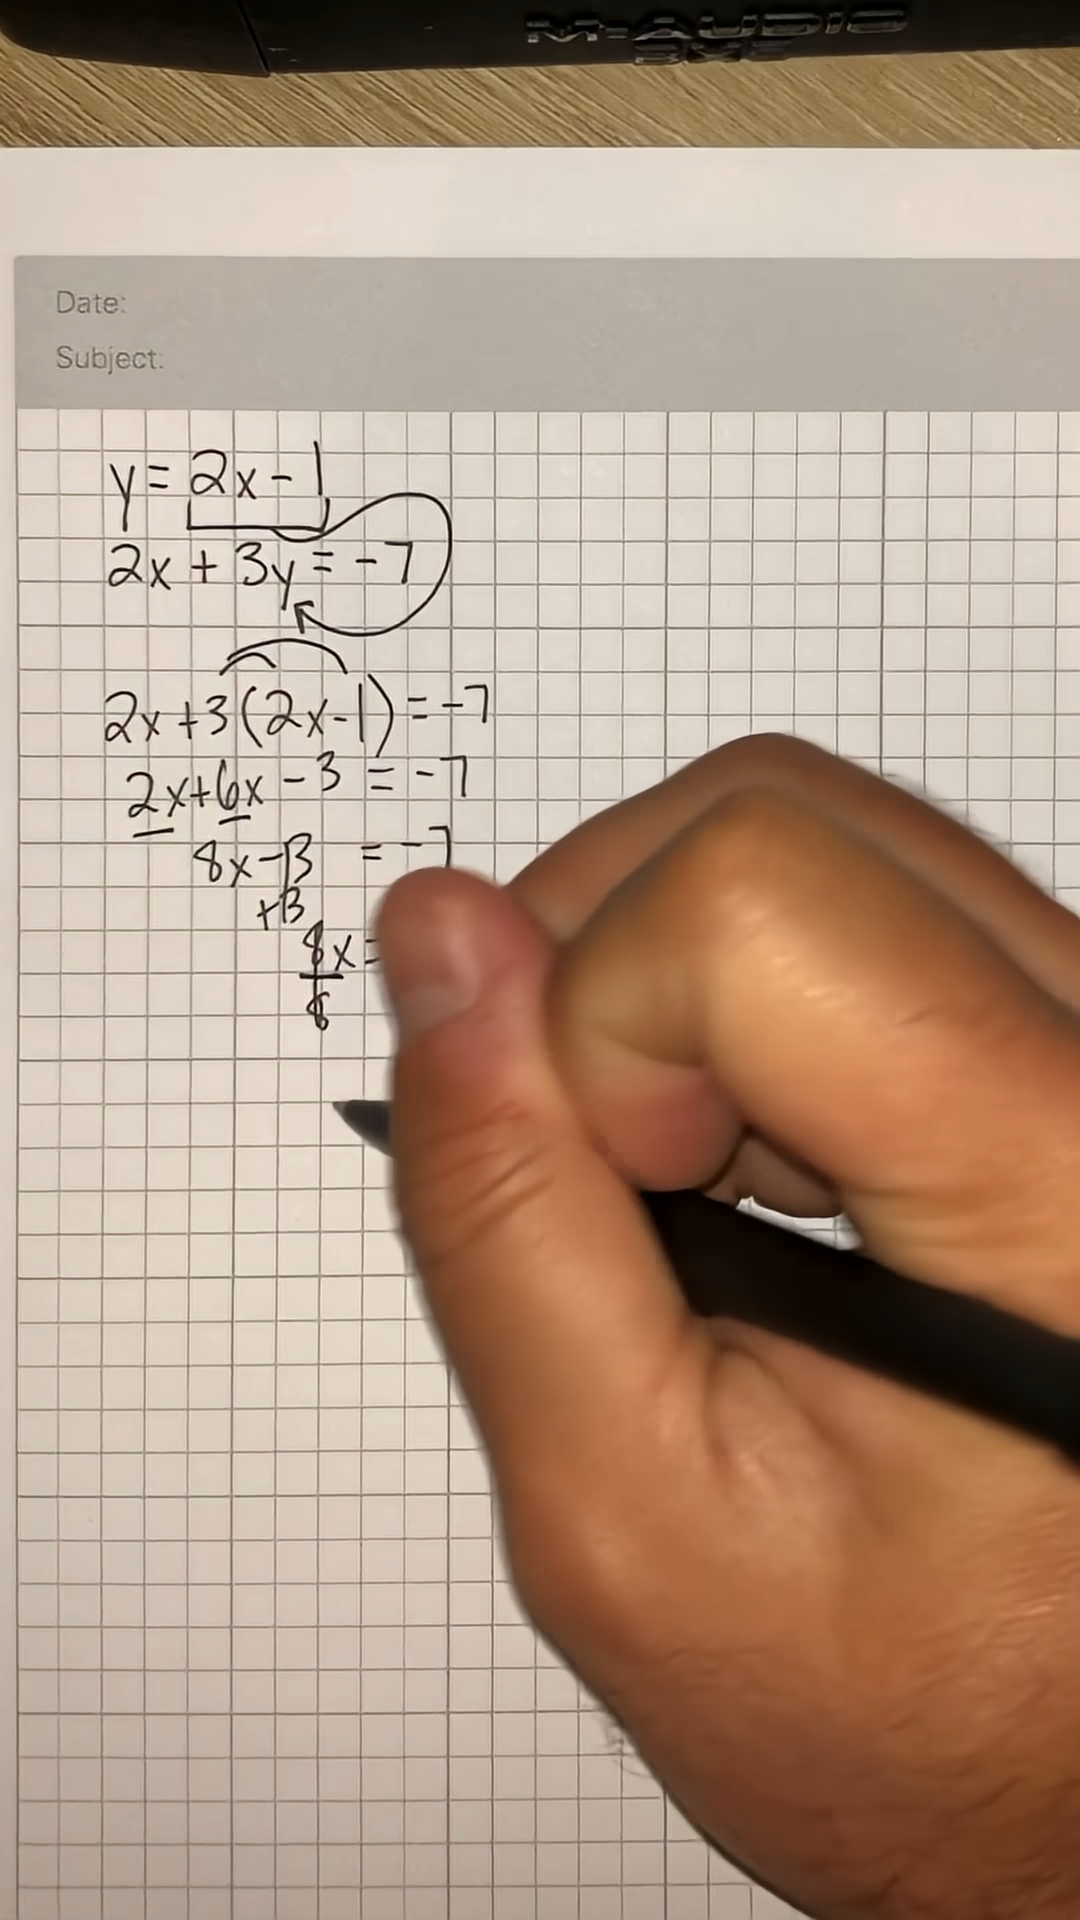 M-AUDIO
Date:
Subject:
y = 2x - 1
2x + 3y = -7
2x + 3(2x - 1) = -7
2x + 6x - 3 = -7
8x - 3 = -7
+3
8x =
8